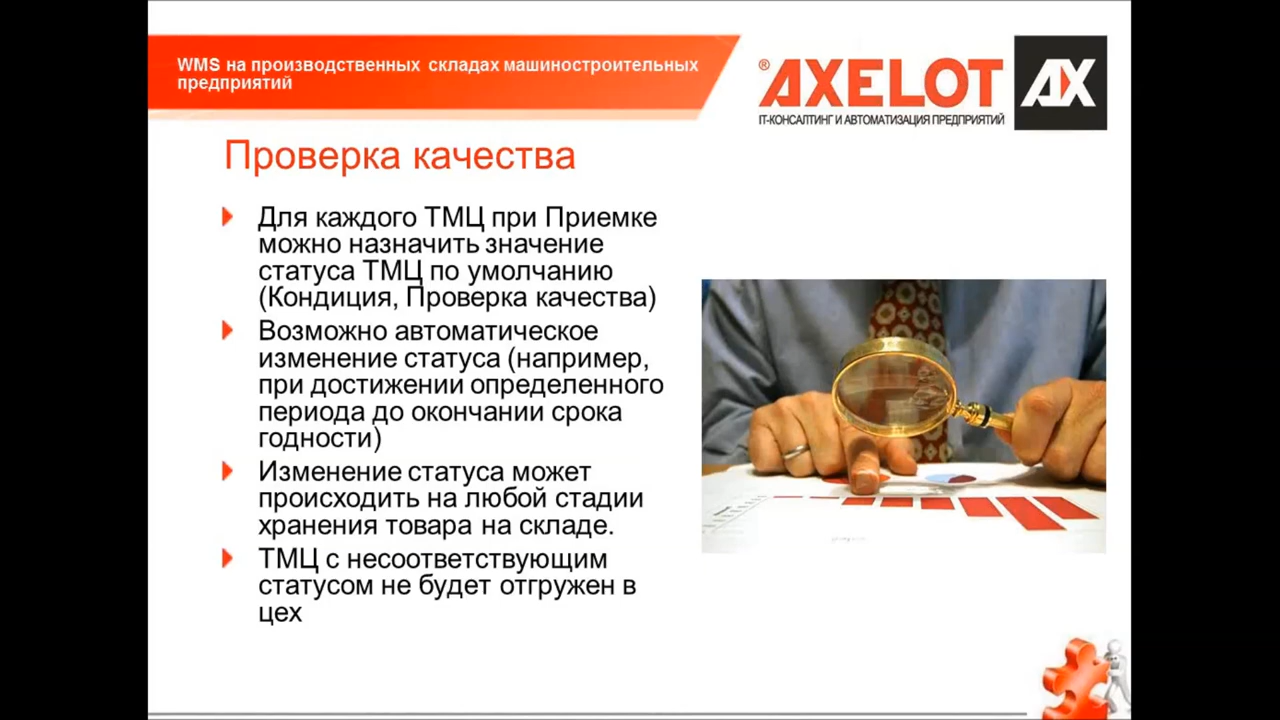 WMS на производственных складах машиностроительных
предприятий
® AXELOT
AX
IT-КОНСАЛТИНГ И АВТОМАТИЗАЦИЯ ПРЕДПРИЯТИЙ
Проверка качества
Для каждого ТМЦ при Приемке
можно назначить значение
статуса ТМЦ по умолчанию
(Кондиция, Проверка качества)
Возможно автоматическое
изменение статуса (например,
при достижении определенного
периода до окончании срока
годности)
Изменение статуса может
происходить на любой стадии
хранения товара на складе.
ТМЦ с несоответствующим
статусом не будет отгружен в
цех